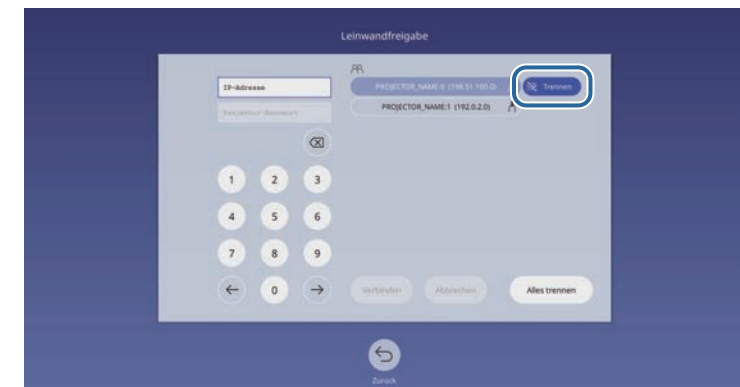 Leinwandfreigabe
IP-Adresse
Projektor-Kennwort
PROJECTOR_NAME:0 (198.51.100.0)
Trennen
PROJECTOR_NAME:1 (192.0.2.0)
1 2 3
4 5 6
7 8 9
0
Verbinden
Abbrechen
Alles trennen
Zurück